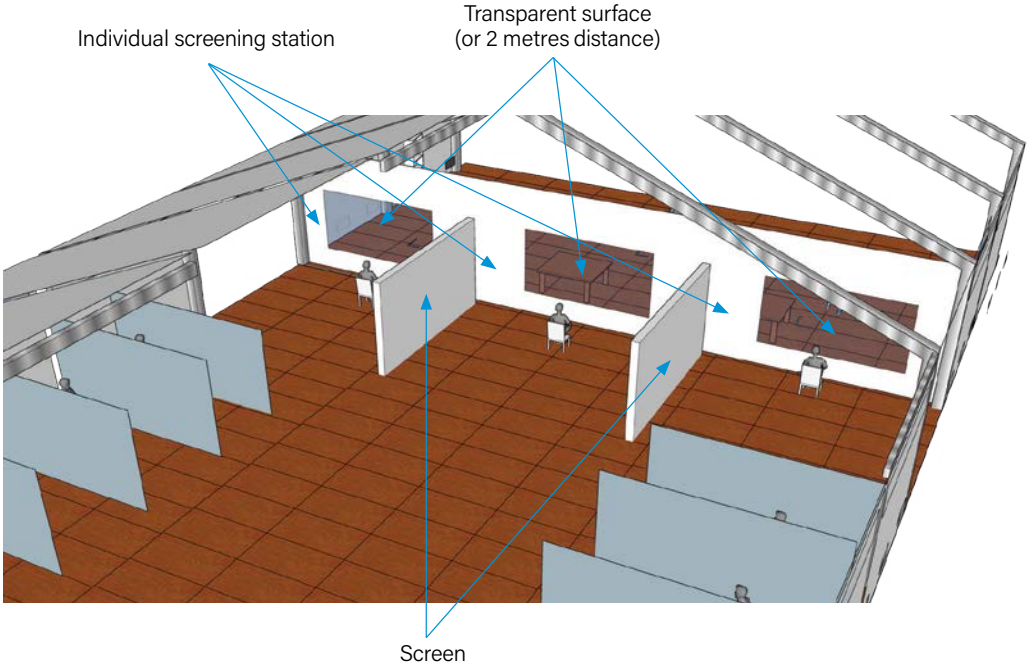 Transparent surface
(or 2 metres distance)
Individual screening station
Screen